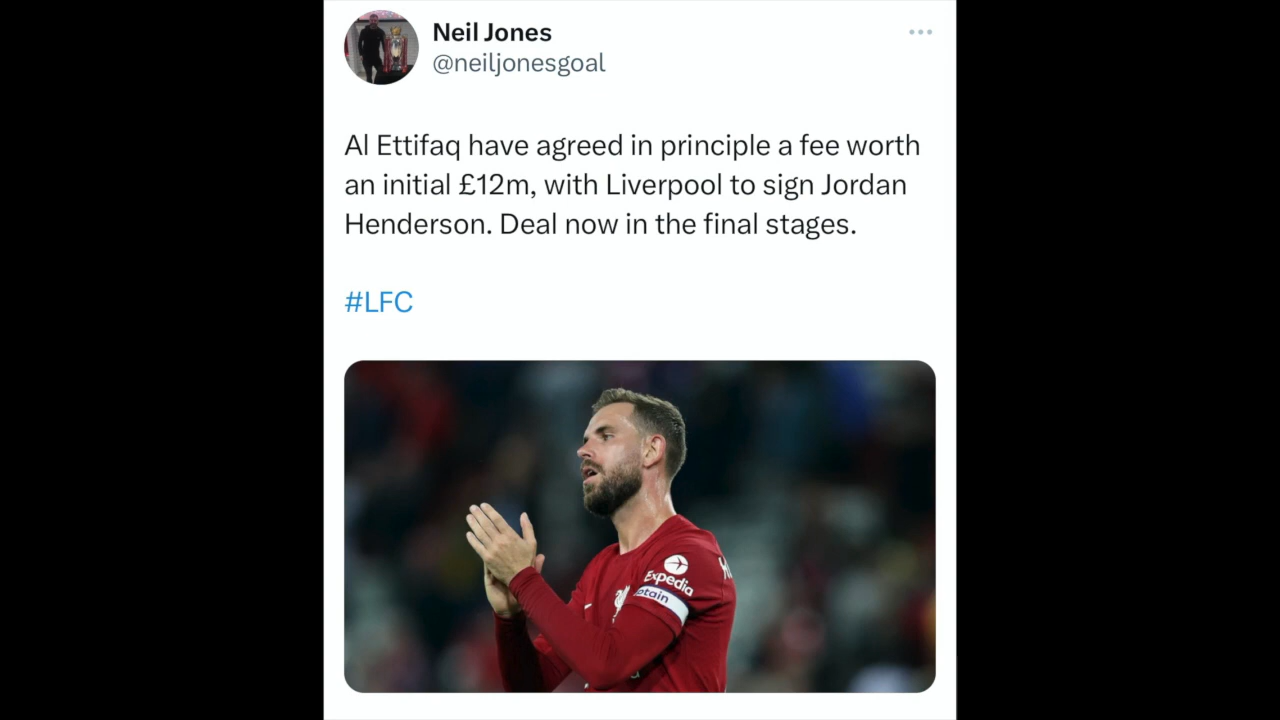 Neil Jones
@neiljonesgoal
Al Ettifaq have agreed in principle a fee worth
an initial £12m, with Liverpool to sign Jordan
Henderson. Deal now in the final stages.
#LFC
Expedia